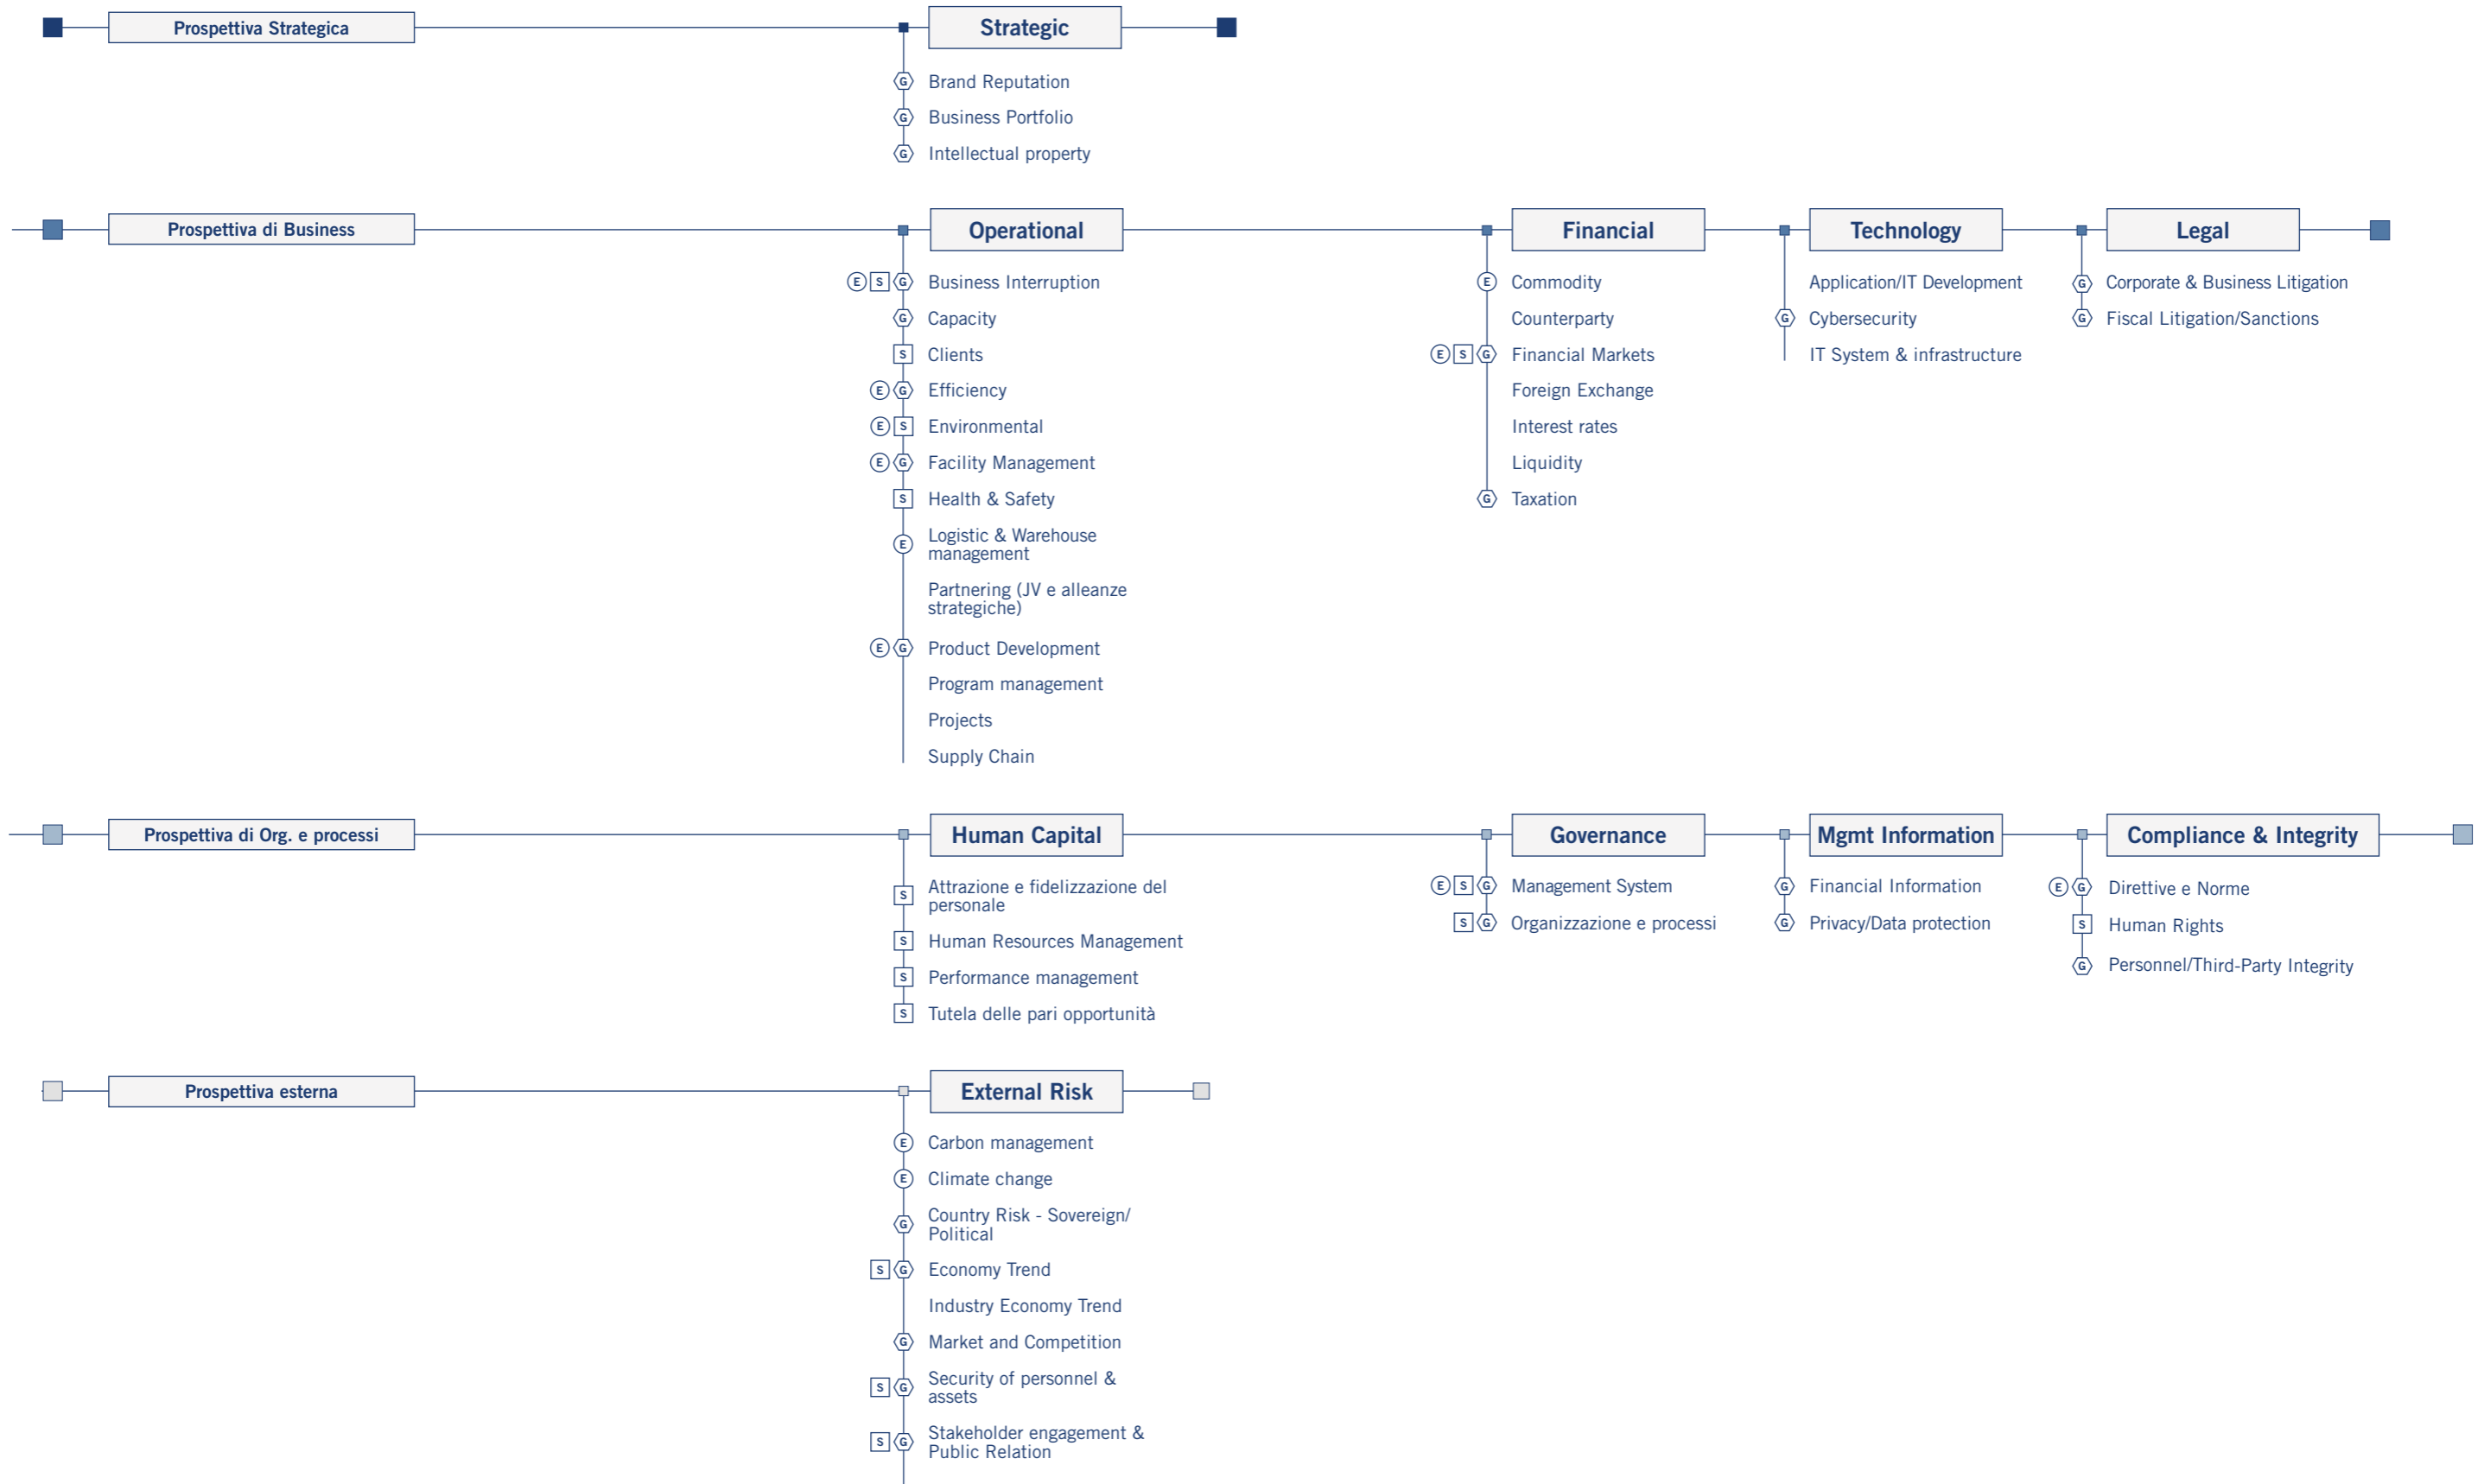 Prospettiva Strategica
Strategic
G Brand Reputation
G Business Portfolio
G Intellectual property
Prospettiva di Business
Operational
E S G Business Interruption
G Capacity
S Clients
E G Efficiency
E S Environmental
E G Facility Management
S Health & Safety
E Logistic & Warehouse
management
Partnering (JV e alleanze
strategiche)
E G Product Development
Program management
Projects
Supply Chain
Financial
E Commodity
Counterparty
E S G Financial Markets
Foreign Exchange
Interest rates
Liquidity
G Taxation
Technology
Application/IT Development
G Cybersecurity
IT System & infrastructure
Legal
G Corporate & Business Litigation
G Fiscal Litigation/Sanctions
Prospettiva di Org. e processi
Human Capital
S Attrazione e fidelizzazione del
personale
S Human Resources Management
S Performance management
S Tutela delle pari opportunità
Governance
E S G Management System
S G Organizzazione e processi
Mgmt Information
G Financial Information
G Privacy/Data protection
Compliance & Integrity
E G Direttive e Norme
S Human Rights
G Personnel/Third-Party Integrity
Prospettiva esterna
External Risk
E Carbon management
E Climate change
G Country Risk - Sovereign/
Political
S G Economy Trend
Industry Economy Trend
G Market and Competition
S G Security of personnel &
assets
S G Stakeholder engagement &
Public Relation